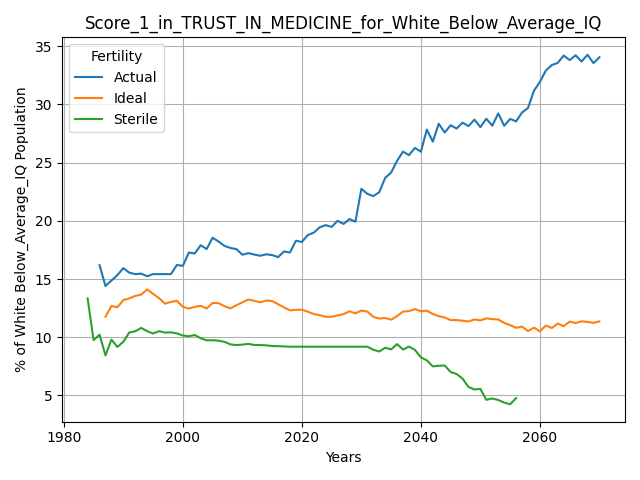 Score_1_in_TRUST_IN_MEDICINE_for_White_Below_Average_IQ
Fertility
Actual
Ideal
Sterile
% of White Below_Average_IQ Population
35
30
25
20
15
10
5
1980 2000 2020 2040 2060
Years